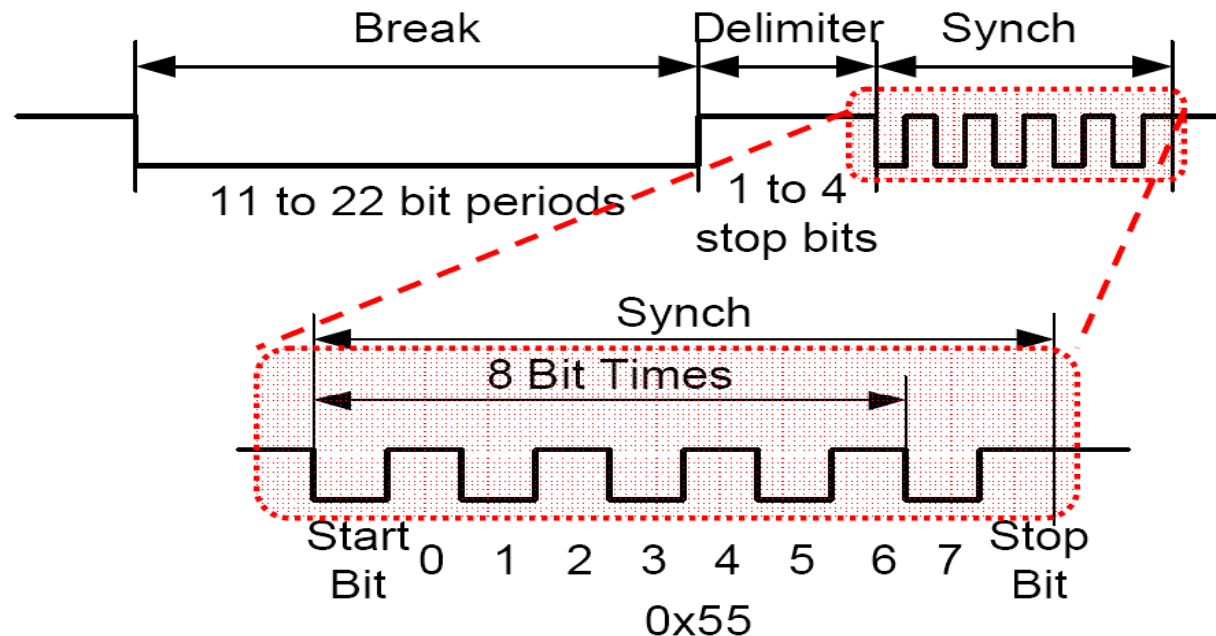 Break Delimiter Synch
11 to 22 bit periods
1 to 4
stop bits
Synch
8 Bit Times
Start
Bit
0 1 2 3 4 5 6 7
Stop
Bit
0x55